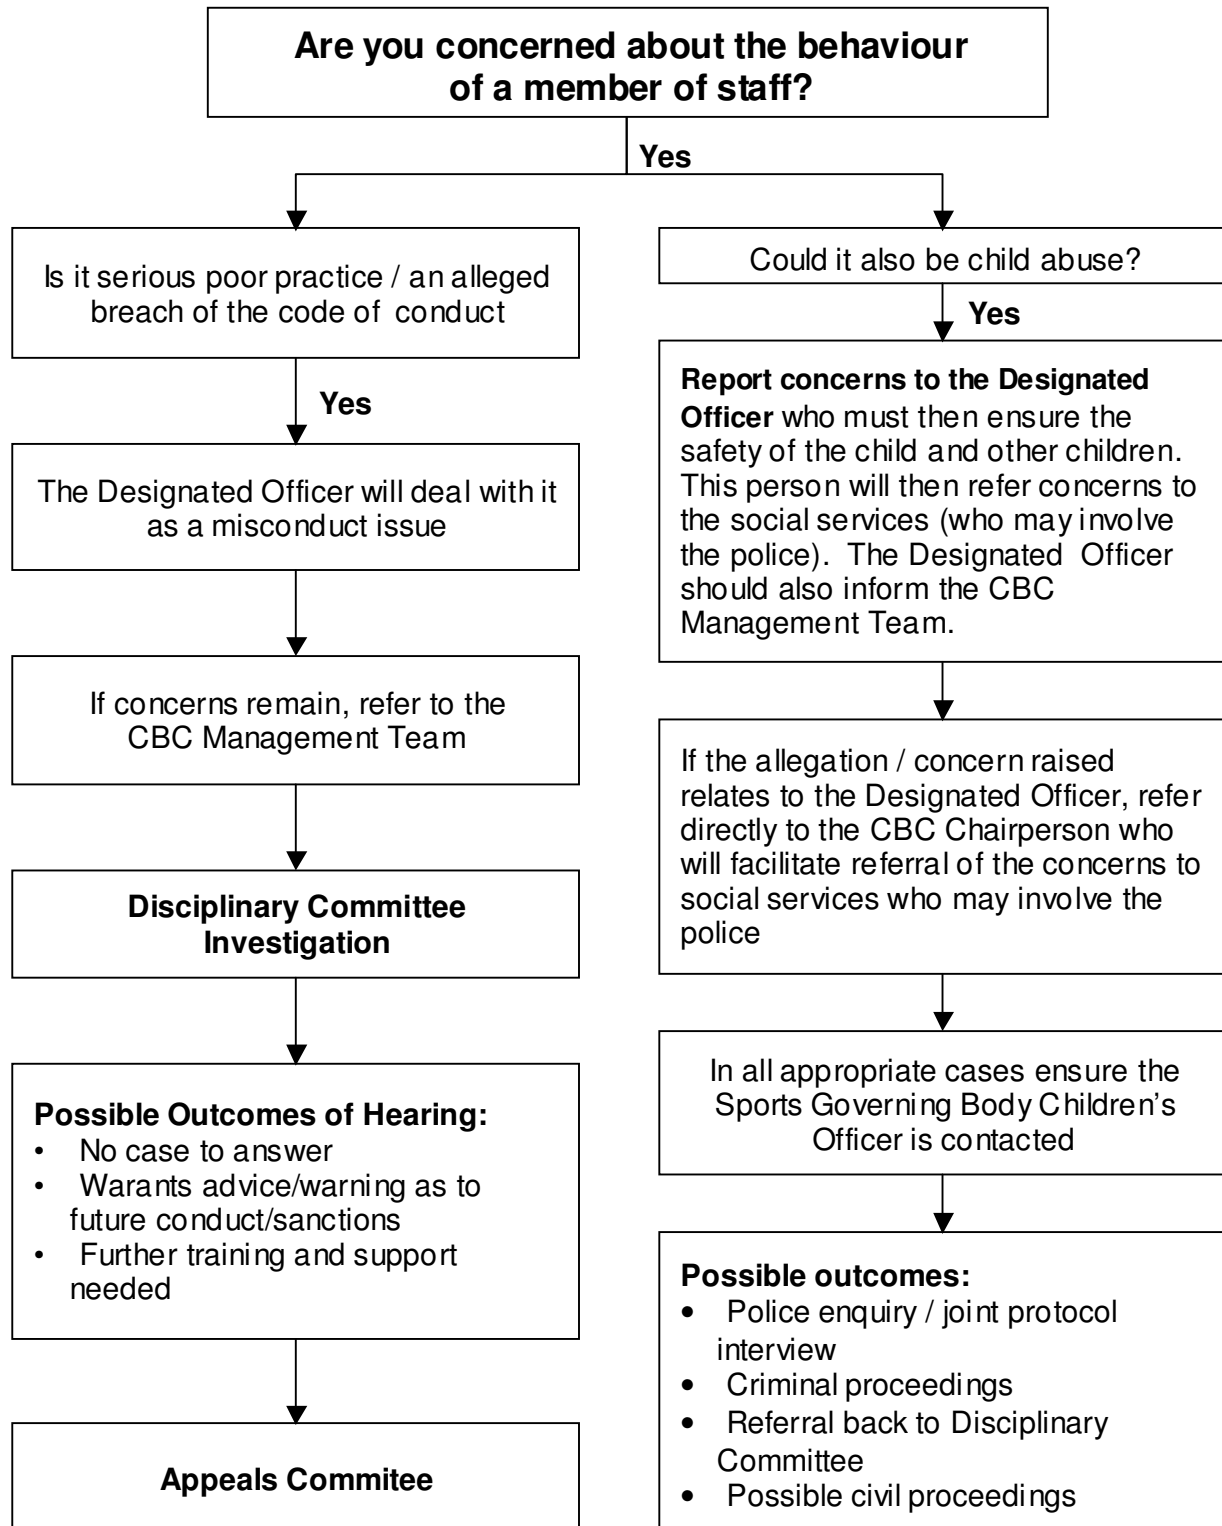 Are you concerned about the behaviour
of a member of staff?
Yes
Is it serious poor practice / an alleged
breach of the code of conduct
Yes
The Designated Officer will deal with it
as a misconduct issue
If concerns remain, refer to the
CBC Management Team
Disciplinary Committee
Investigation
Possible Outcomes of Hearing:
• No case to answer
• Warants advice/warning as to
future conduct/sanctions
• Further training and support
needed
Appeals Commitee
Could it also be child abuse?
Yes
Report concerns to the Designated
Officer who must then ensure the
safety of the child and other children.
This person will then refer concerns to
the social services (who may involve
the police). The Designated Officer
should also inform the CBC
Management Team.
If the allegation / concern raised
relates to the Designated Officer, refer
directly to the CBC Chairperson who
will facilitate referral of the concerns to
social services who may involve the
police
In all appropriate cases ensure the
Sports Governing Body Children's
Officer is contacted
Possible outcomes:
• Police enquiry / joint protocol
interview
• Criminal proceedings
• Referral back to Disciplinary
Committee
• Possible civil proceedings